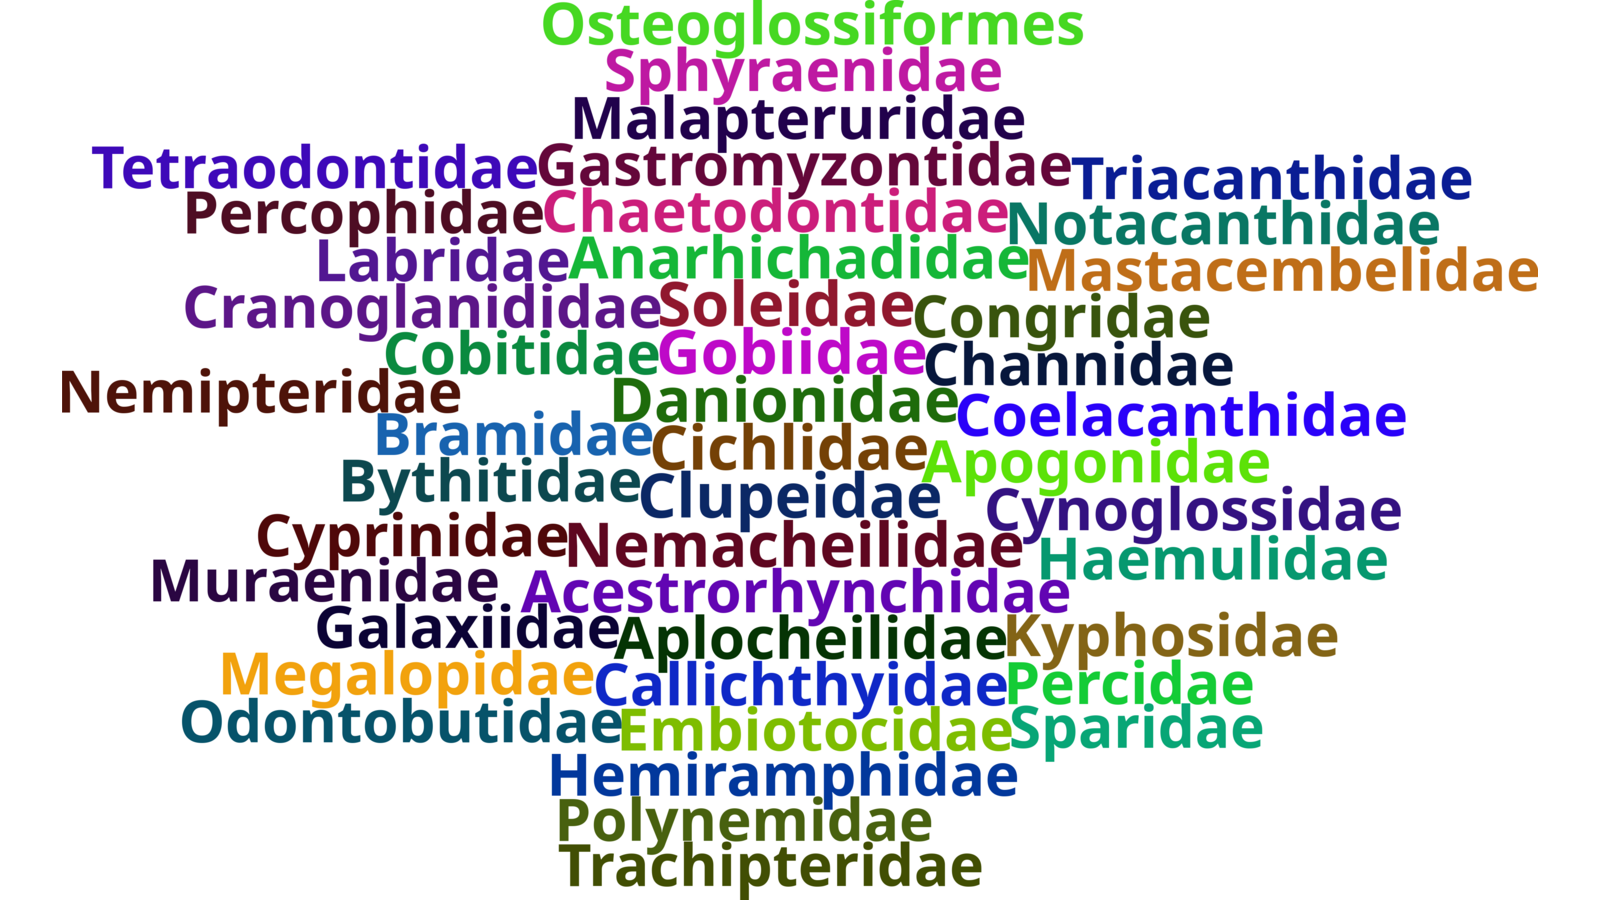 Osteoglossiformes
Sphyraenidae
Malapteruridae
Tetraodontidae Gastromyzontidae Triacanthidae
Percophidae Chaetodontidae Notacanthidae
Labridae Anarhichadidae Mastacembelidae
Cranoglanididae Soleidae Congridae
Cobitidae Gobiidae Channidae
Nemipteridae Danionidae Coelacanthidae
Bramidae Cichlidae Apogonidae
Bythitidae Clupeidae Cynoglossidae
Cyprinidae Nemacheilidae Haemulidae
Muraenidae Acestrorhynchidae
Galaxiidae Aplocheilidae Kyphosidae
Megalopidae Callichthyidae Percidae
Odontobutidae Embiotocidae Sparidae
Hemiramphidae
Polynemidae
Trachipteridae